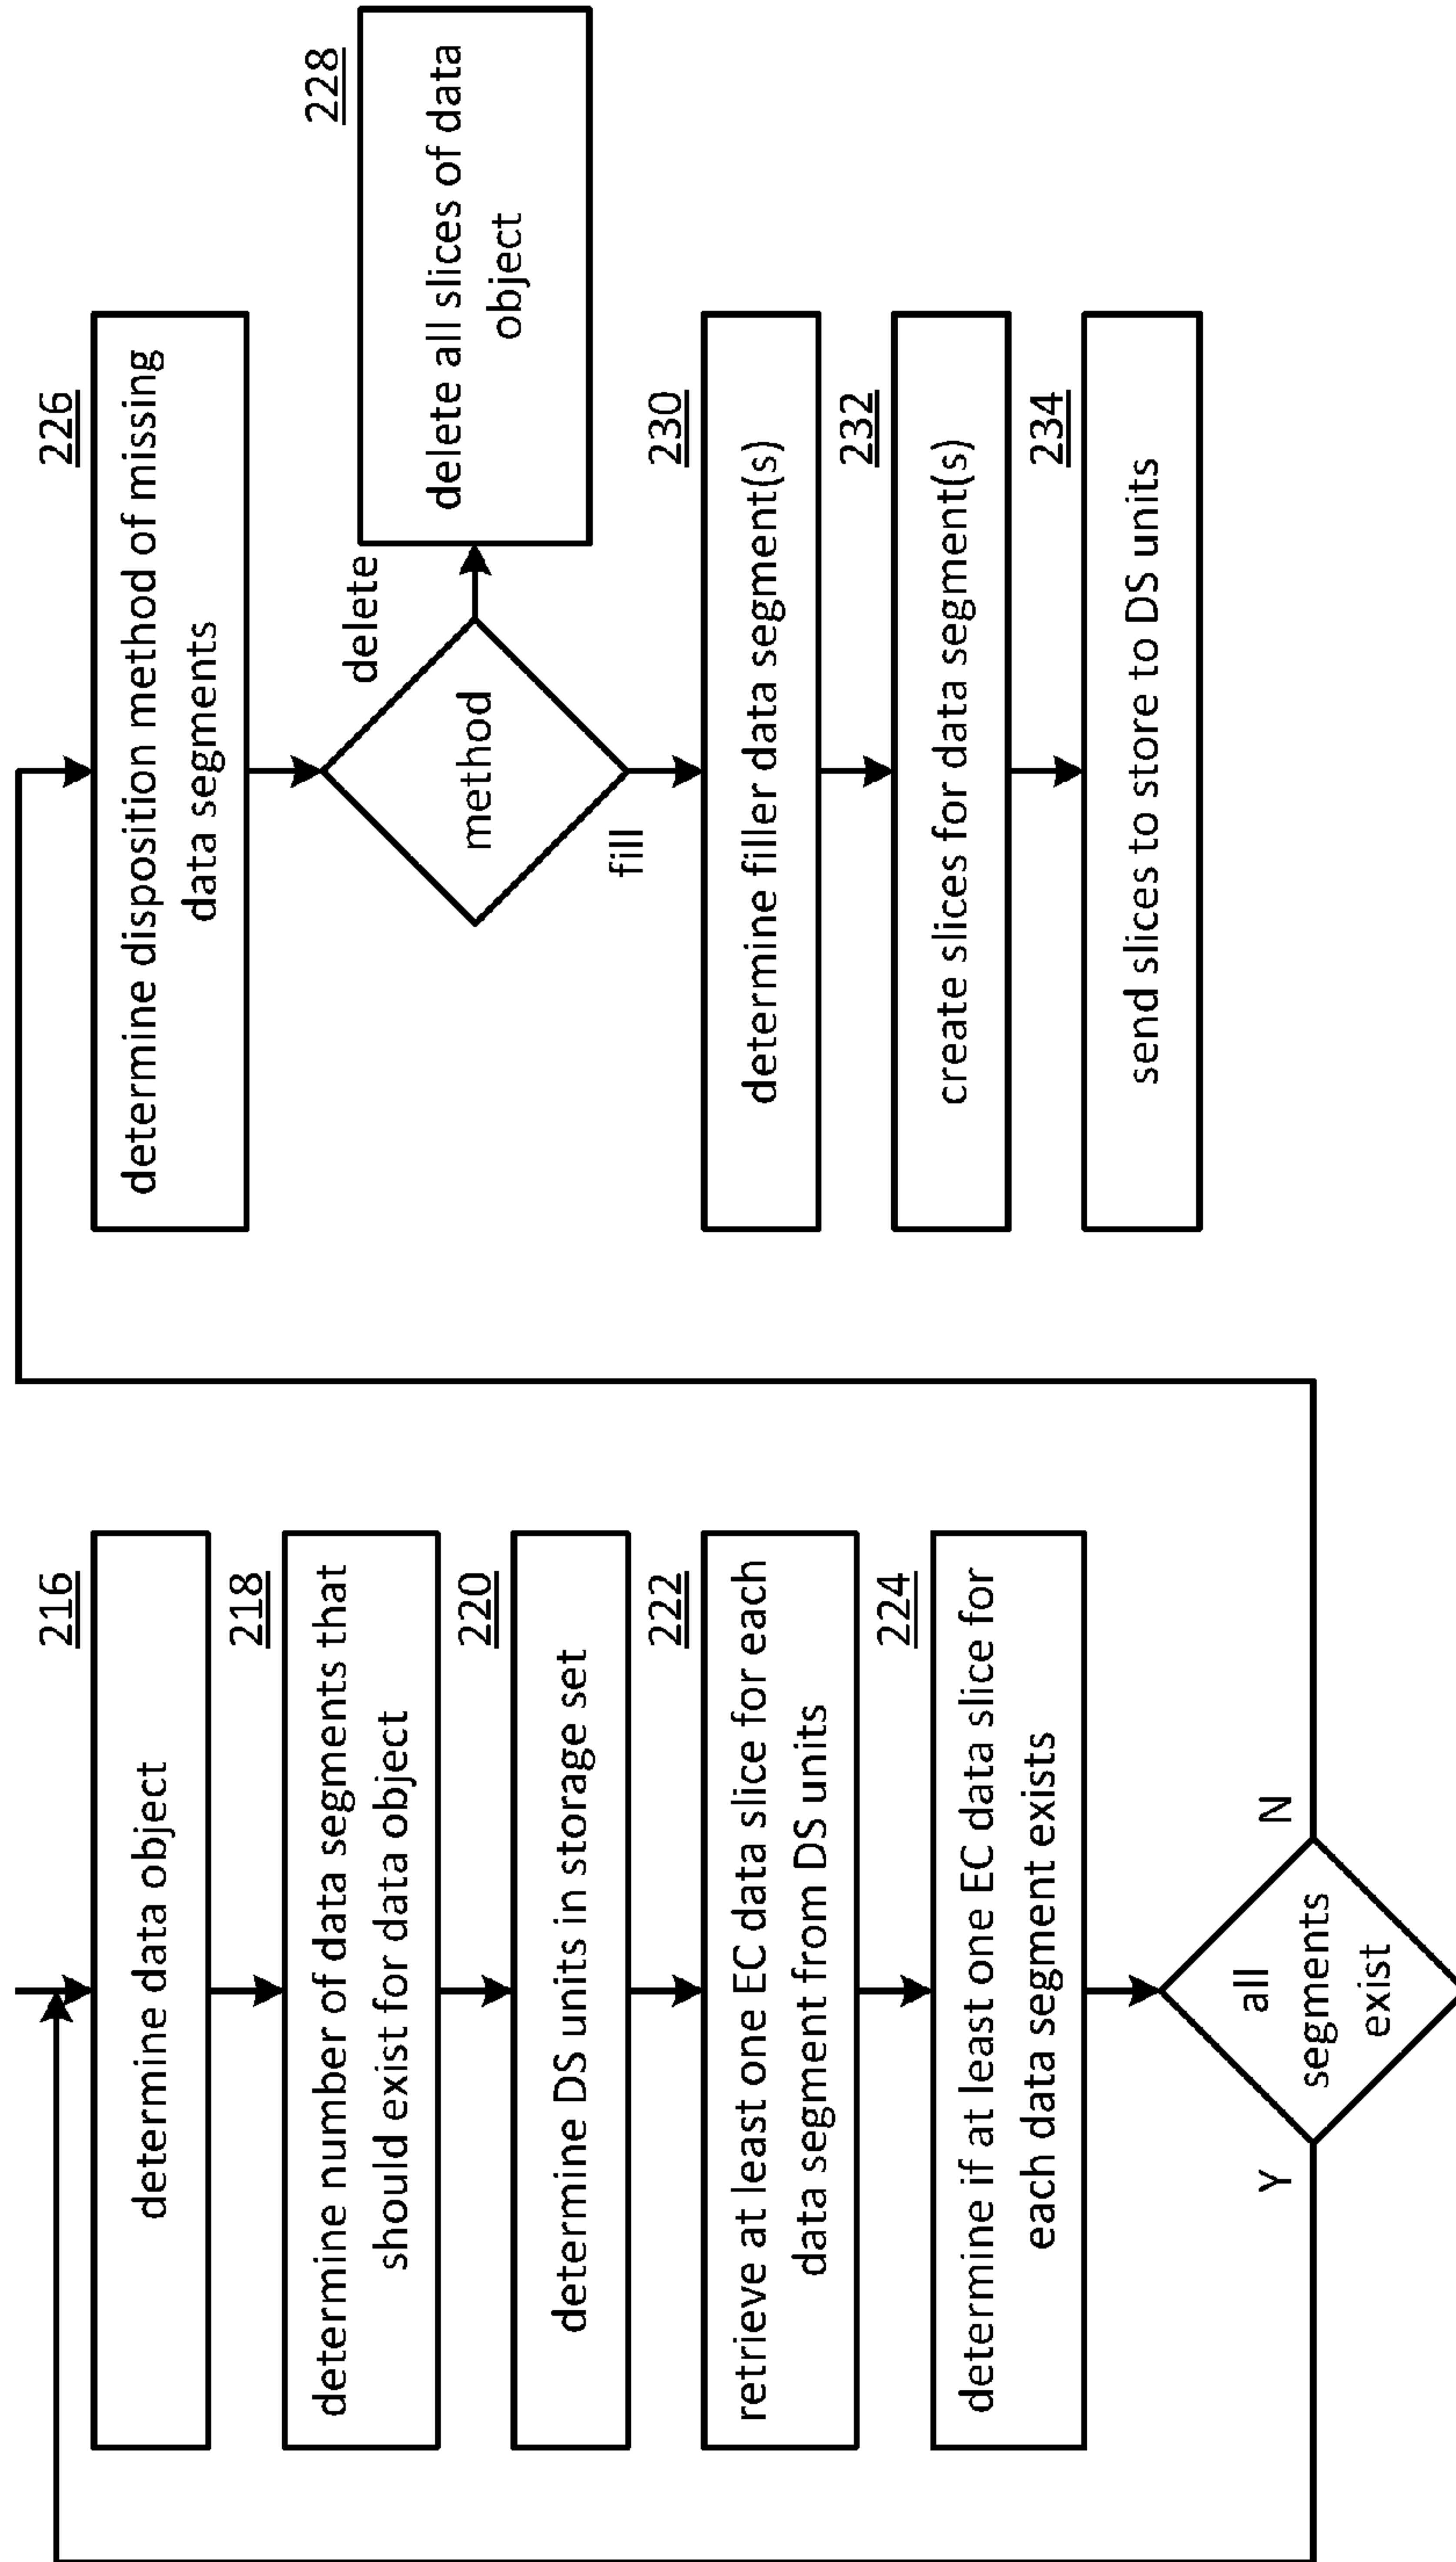 216
determine data object
218
determine number of data segments that
should exist for data object
220
determine DS units in storage set
222
retrieve at least one EC data slice for each
data segment from DS units
224
determine if at least one EC data slice for
each data segment exists
all
segments
exist
Y
N
226
determine disposition method of missing
data segments
method
delete
228
delete all slices of data
object
fill
230
determine filler data segment(s)
232
create slices for data segment(s)
234
send slices to store to DS units